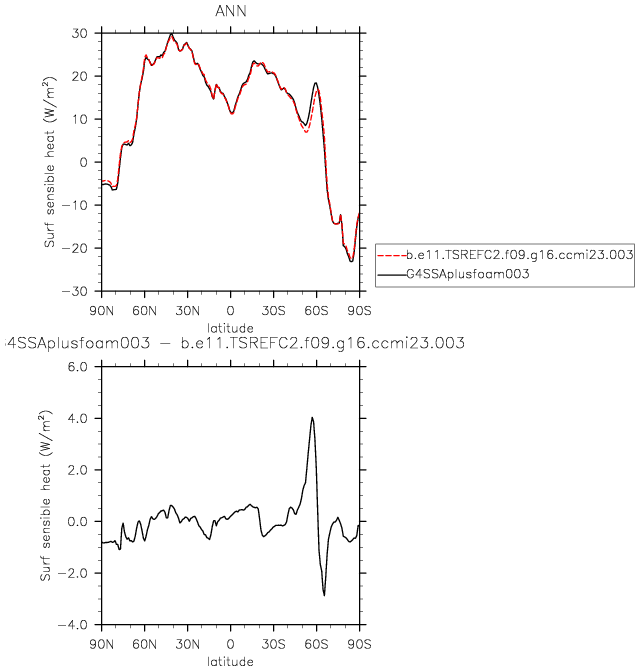 ANN
30
20
10
0
−10
−20
−30
Surf sensible heat (W/m²)
90N 60N 30N 0 30S 60S 90S
latitude
b.e11.TSREFC2.f09.g16.ccmi23.003
G4SSAplusfoam003
4SSAplusfoam003 − b.e11.TSREFC2.f09.g16.ccmi23.003
6.0
4.0
2.0
0.0
−2.0
−4.0
Surf sensible heat (W/m²)
90N 60N 30N 0 30S 60S 90S
latitude